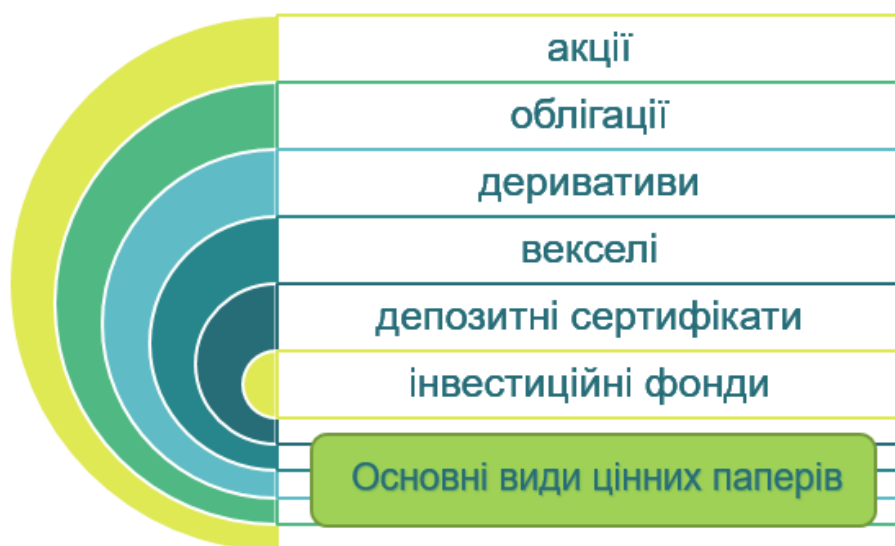 акції
облігації
деривативи
векселі
депозитні сертифікати
інвестиційні фонди
Основні види цінних паперів